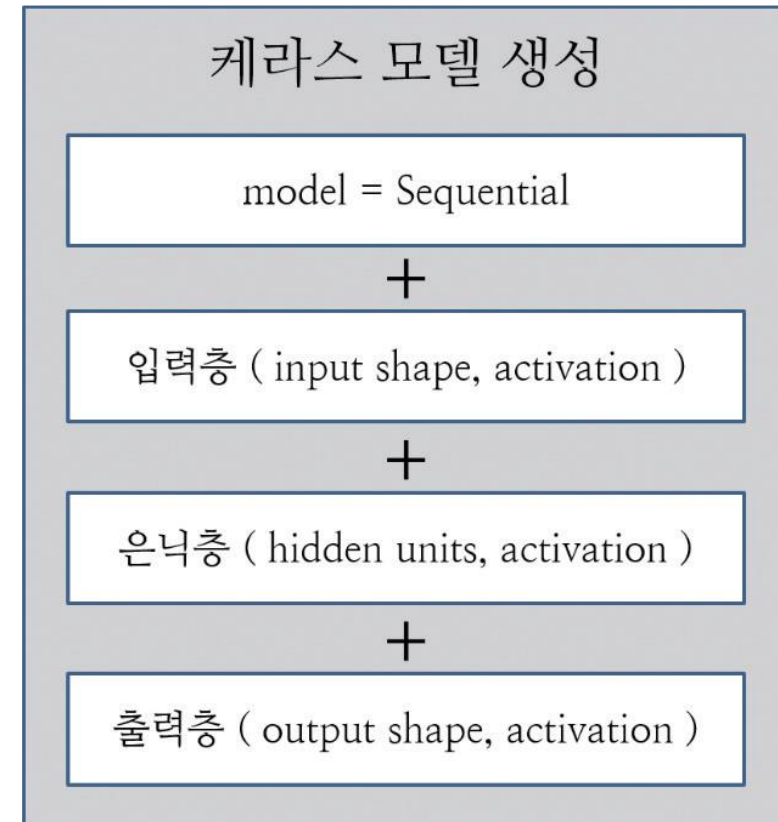 케라스 모델 생성
model = Sequential
+
입력층 ( input shape, activation )
+
은닉층 ( hidden units, activation )
+
출력층 ( output shape, activation )